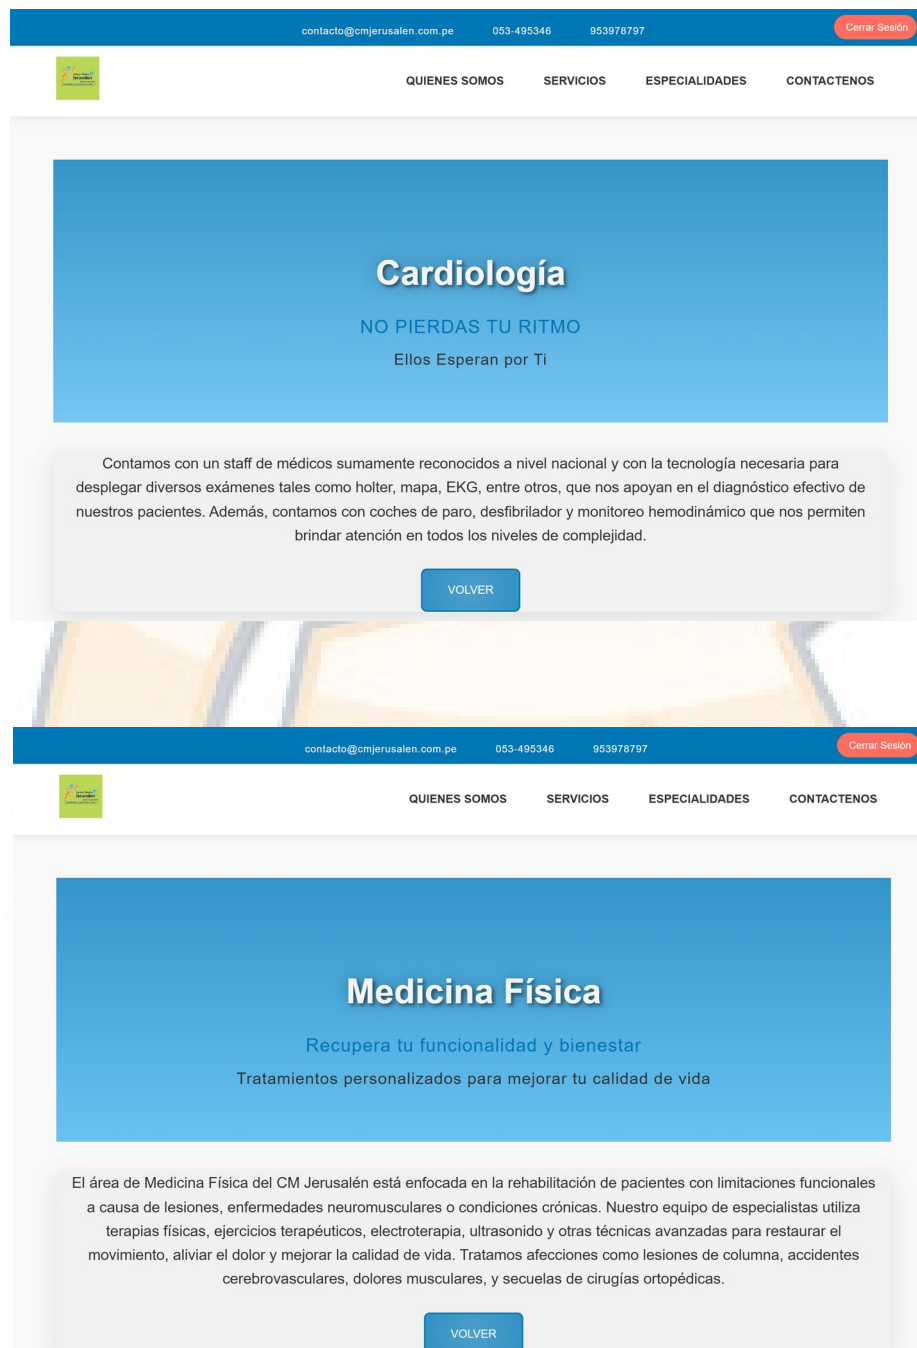 contacto@cmjerusalen.com.pe 053-495346 953978797 Cerrar Sesión
Jerusalen
QUIENES SOMOS SERVICIOS ESPECIALIDADES CONTACTENOS
Cardiología
NO PIERDAS TU RITMO
Ellos Esperan por Ti
Contamos con un staff de médicos sumamente reconocidos a nivel nacional y con la tecnología necesaria para
desplegar diversos exámenes tales como holter, mapa, EKG, entre otros, que nos apoyan en el diagnóstico efectivo de
nuestros pacientes. Además, contamos con coches de paro, desfibrilador y monitoreo hemodinámico que nos permiten
brindar atención en todos los niveles de complejidad.
VOLVER
contacto@cmjerusalen.com.pe 053-495346 953978797 Cerrar Sesión
Jerusalen
QUIENES SOMOS SERVICIOS ESPECIALIDADES CONTACTENOS
Medicina Física
Recupera tu funcionalidad y bienestar
Tratamientos personalizados para mejorar tu calidad de vida
El área de Medicina Física del CM Jerusalén está enfocada en la rehabilitación de pacientes con limitaciones funcionales
a causa de lesiones, enfermedades neuromusculares o condiciones crónicas. Nuestro equipo de especialistas utiliza
terapias físicas, ejercicios terapéuticos, electroterapia, ultrasonido y otras técnicas avanzadas para restaurar el
movimiento, aliviar el dolor y mejorar la calidad de vida. Tratamos afecciones como lesiones de columna, accidentes
cerebrovasculares, dolores musculares, y secuelas de cirugías ortopédicas.
VOLVER